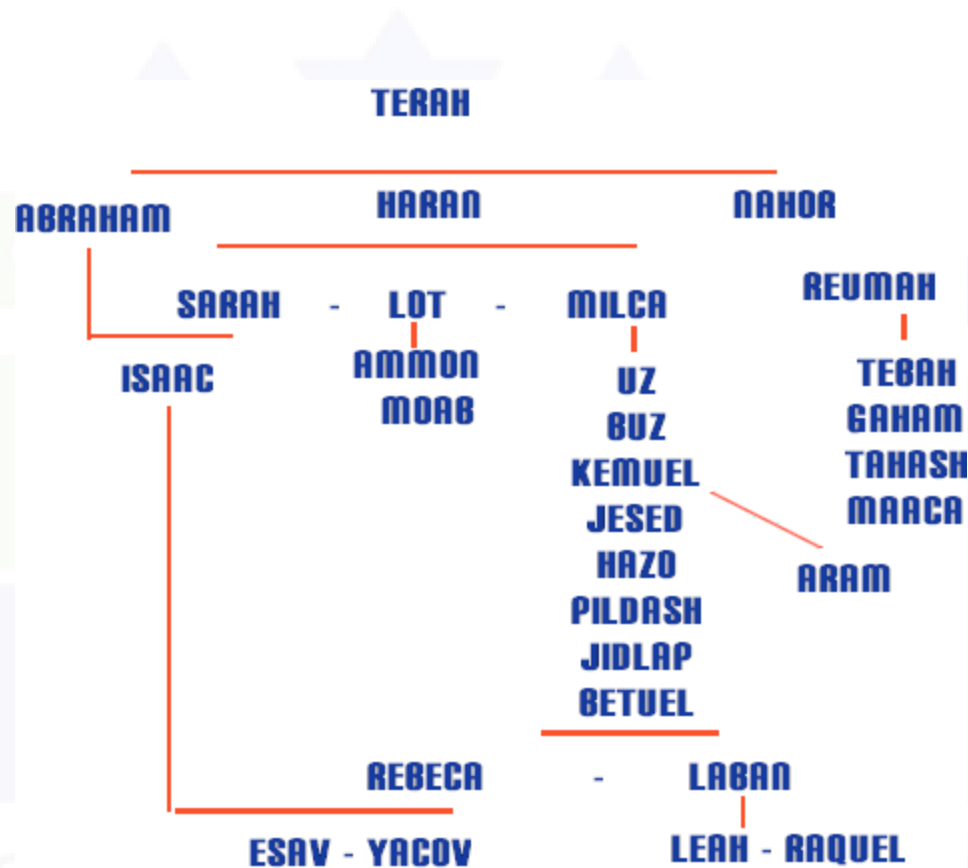 TERAH
ABRAHAM HARAN NAHOR
REUMAH
SARAH - LOT - MILCA
ISAAC
AMMON
MOAB
UZ
BUZ
KEMUEL
JESED
HAZO
PILDASH
JIDLAP
BETUEL
TEBAH
GAHAM
TAHASH
MAACA
ARAM
REBECA - LABAN
ESAV - YACOV
LEAH - RAQUEL